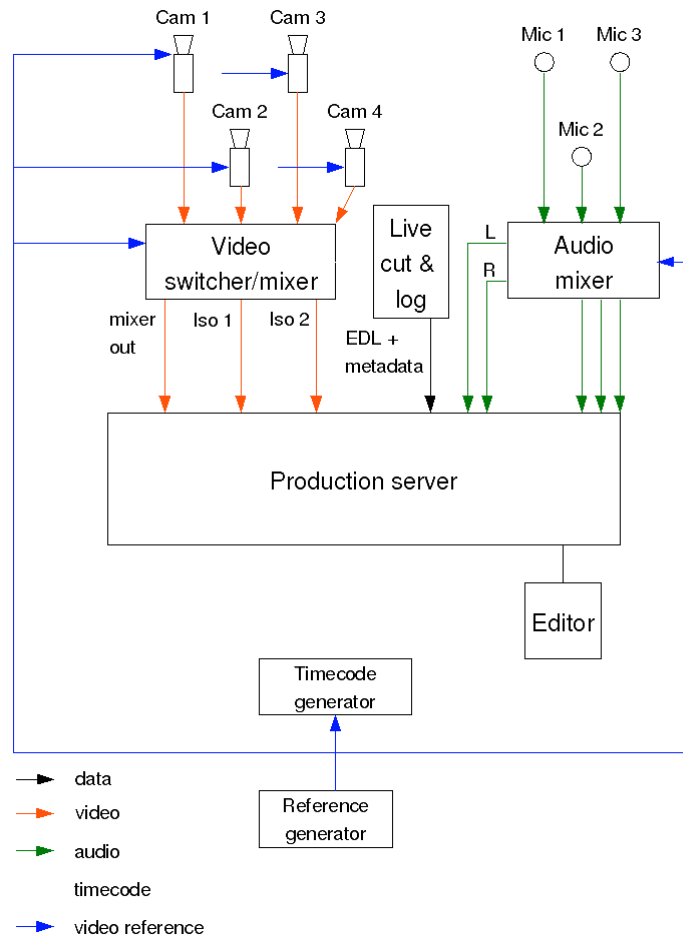 Cam 1
Cam 3
Mic 1
Mic 3
Cam 2
Cam 4
Mic 2
Video
switcher/mixer
Live
cut &
log
L
R
Audio
mixer
mixer
out
Iso 1
Iso 2
EDL +
metadata
Production server
Editor
Timecode
generator
Reference
generator
data
video
audio
timecode
video reference